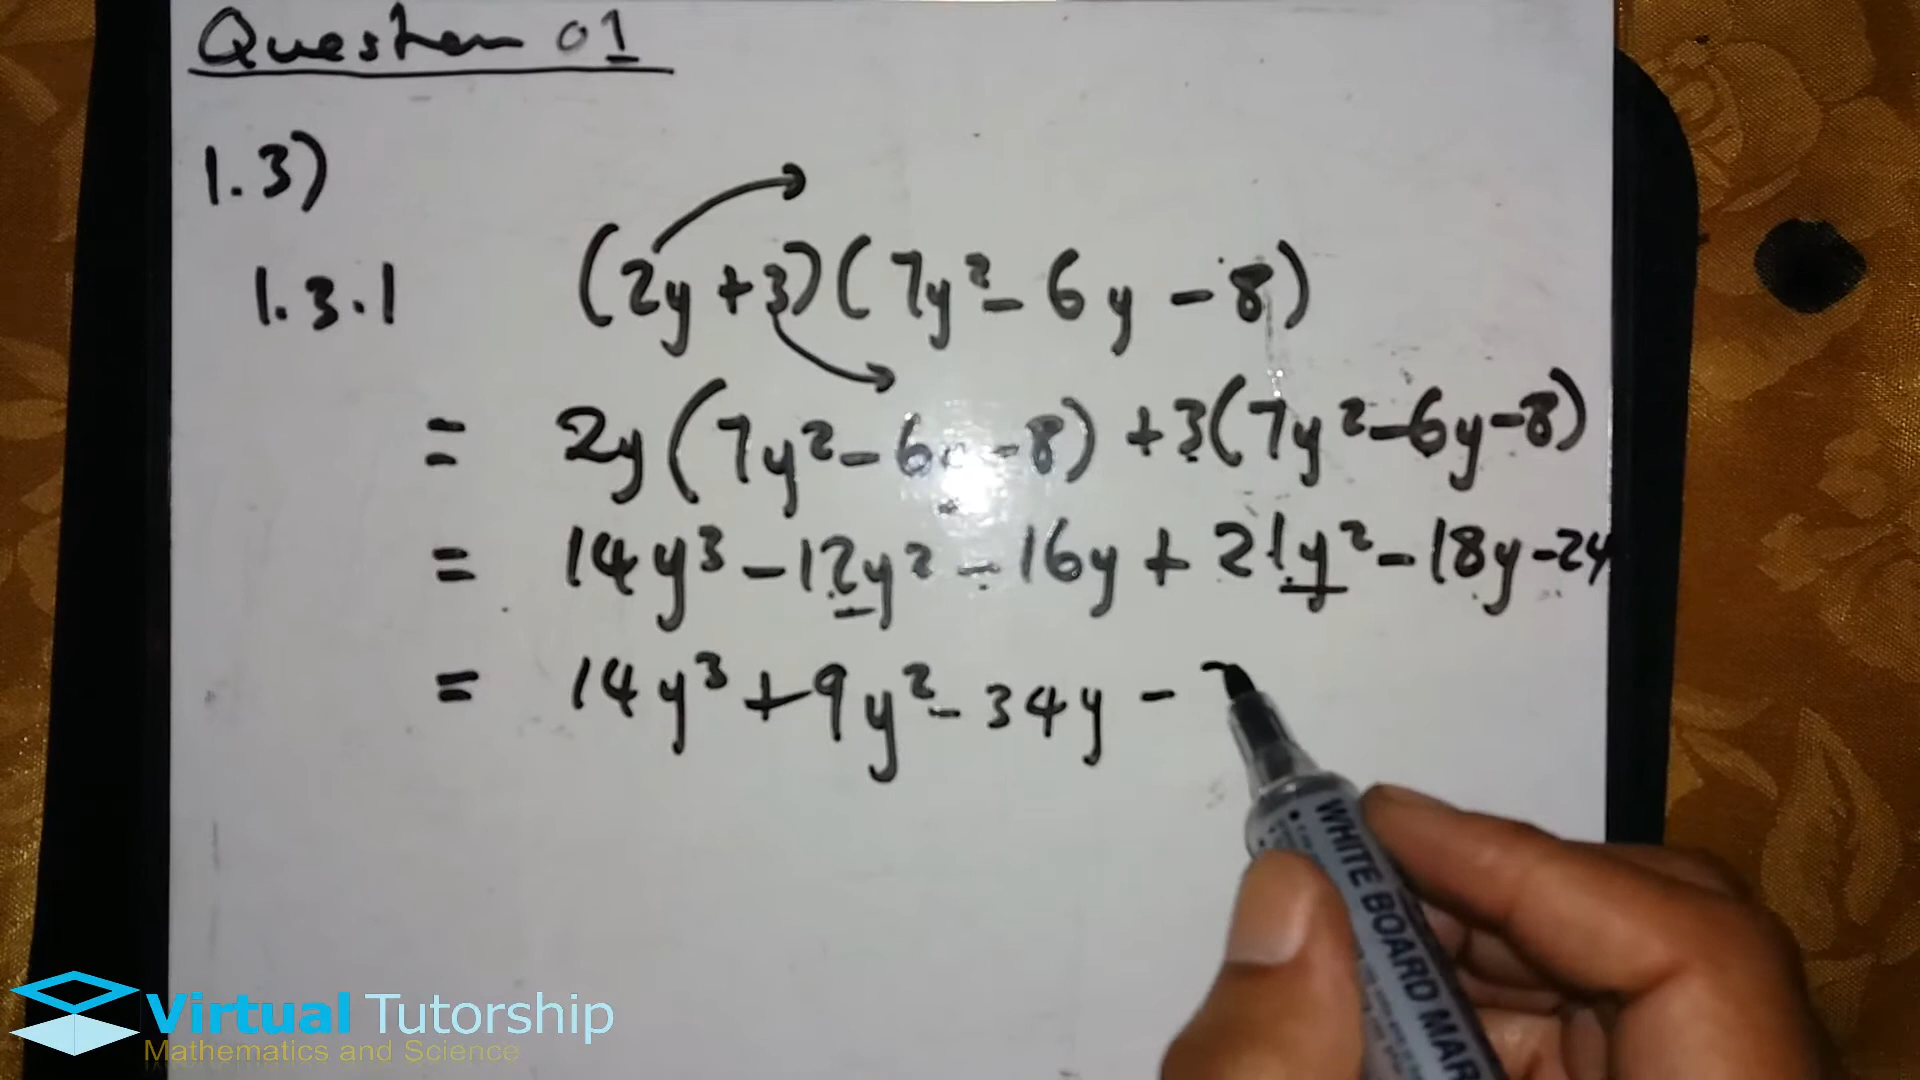 Question 01
1.3)
1.3.1 (2y + 3)(7y² - 6y - 8)
= 2y(7y² - 6y - 8) + 3(7y² - 6y - 8)
= 14y³ - 12y² - 16y + 21y² - 18y - 24
= 14y³ + 9y² - 34y -
WHITE BOARD MAR
Virtual Tutorship
Mathematics and Science